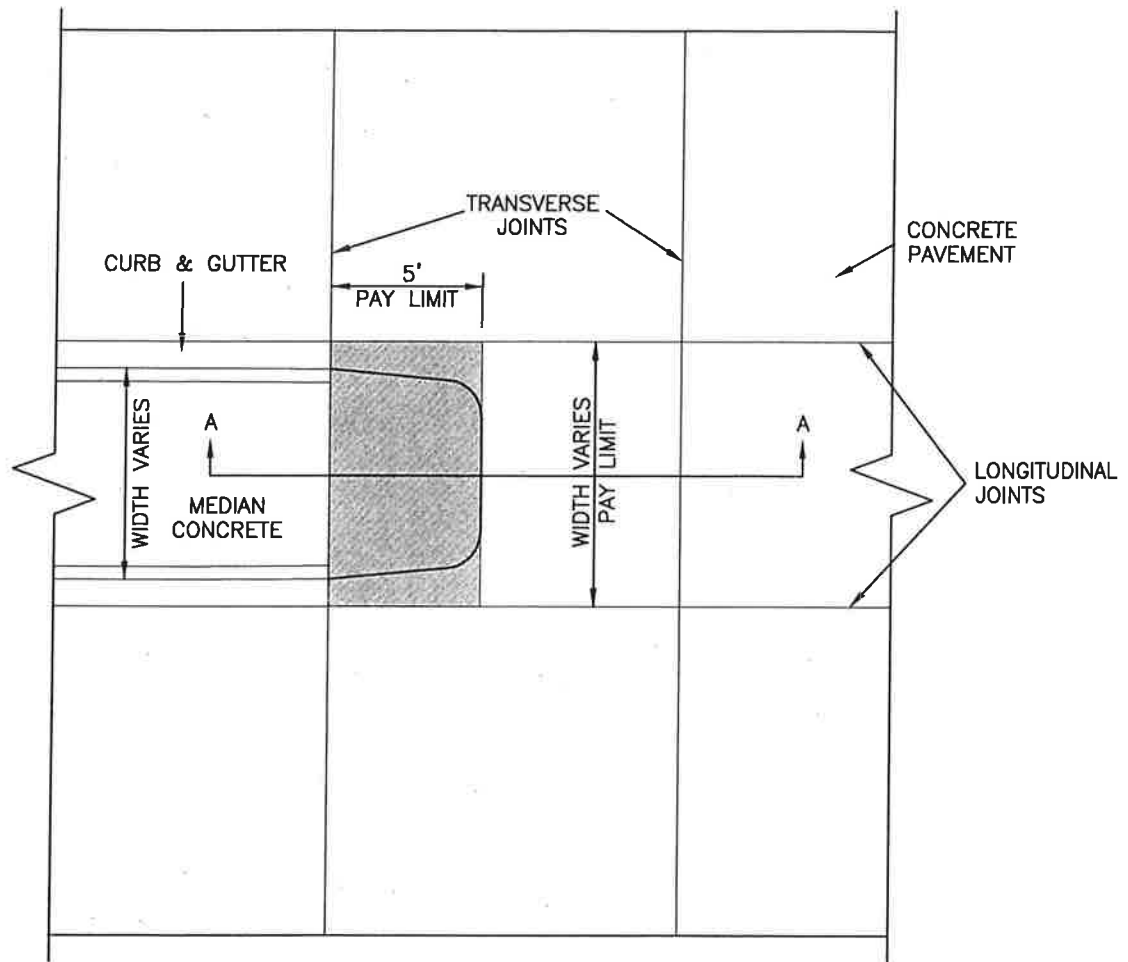 TRANSVERSE
JOINTS
CONCRETE
PAVEMENT
CURB & GUTTER
5'
PAY LIMIT
A
A
WIDTH VARIES
MEDIAN
CONCRETE
WIDTH VARIES
PAY LIMIT
LONGITUDINAL
JOINTS